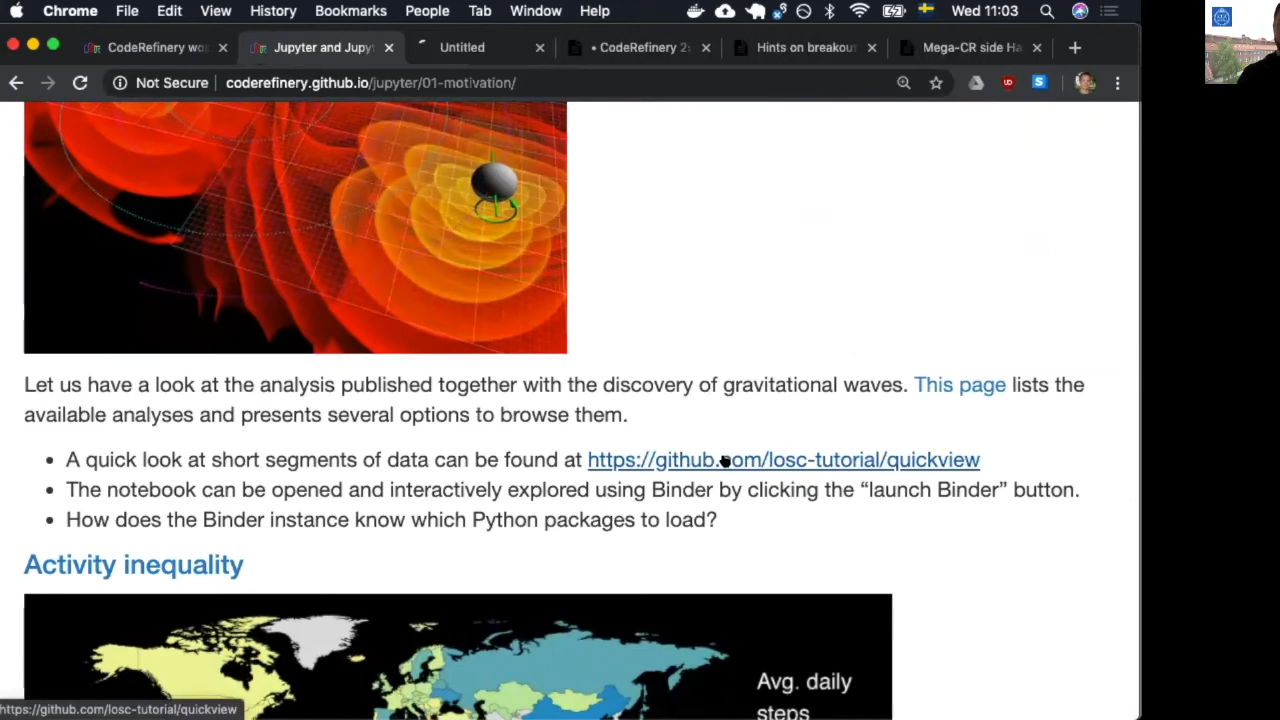 Chrome File Edit View History Bookmarks People Tab Window Help Wed 11:03
CodeRefinery wo
Jupyter and Jupy
Untitled
• CodeRefinery 2
Hints on breakou
Mega-CR side Ha
Not Secure coderefinery.github.io/jupyter/01-motivation/
Let us have a look at the analysis published together with the discovery of gravitational waves. This page lists the
available analyses and presents several options to browse them.
• A quick look at short segments of data can be found at https://github.com/losc-tutorial/quickview
• The notebook can be opened and interactively explored using Binder by clicking the “launch Binder” button.
• How does the Binder instance know which Python packages to load?
Activity inequality
Avg. daily
steps
https://github.com/losc-tutorial/quickview